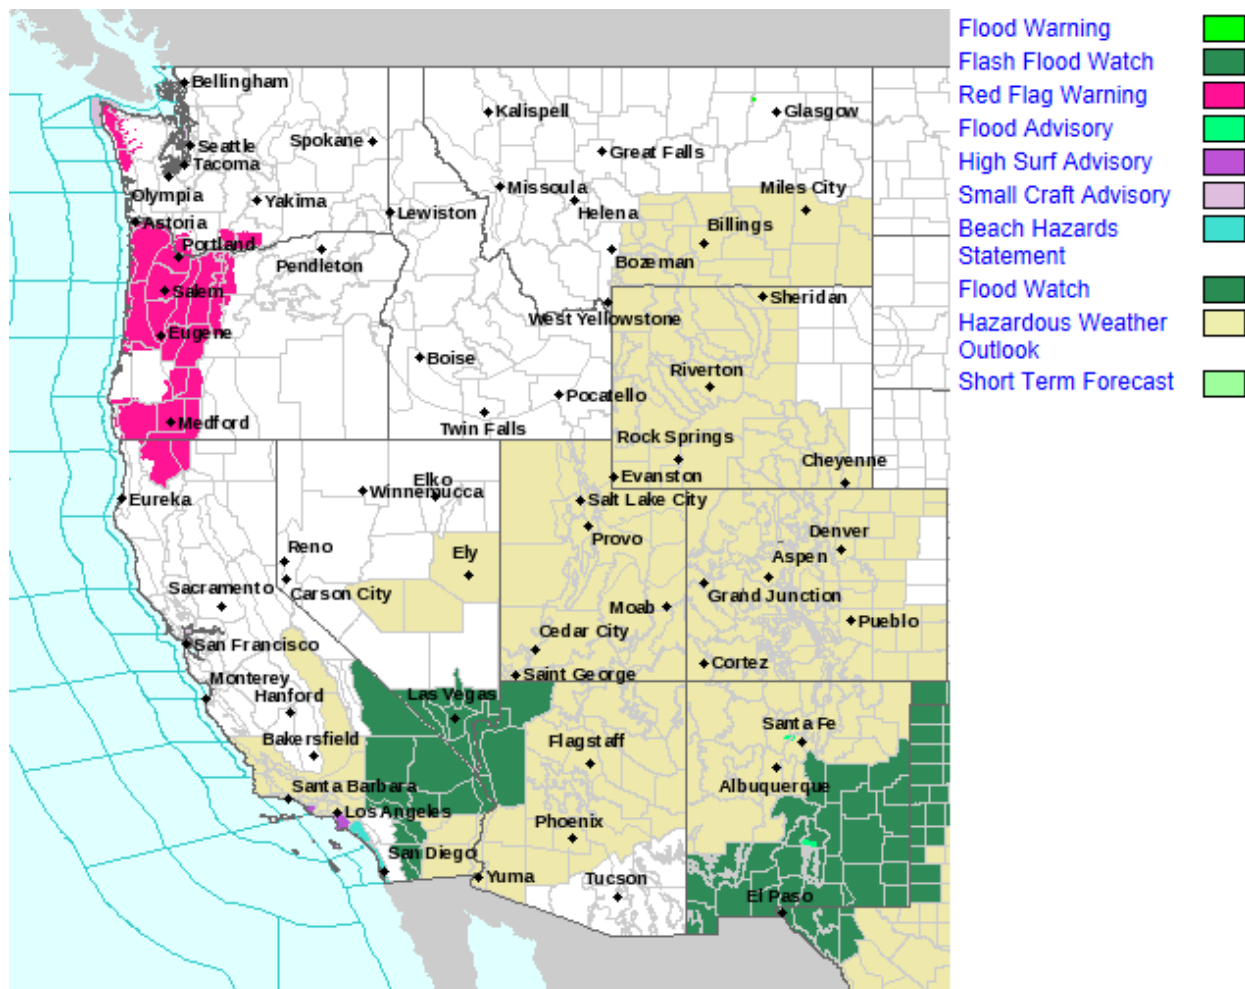 Flood Warning
Flash Flood Watch
Red Flag Warning
Flood Advisory
High Surf Advisory
Small Craft Advisory
Beach Hazards
Statement
Flood Watch
Hazardous Weather
Outlook
Short Term Forecast
Bellingham
Kalispell
Glasgow
Seattle
Spokane
Great Falls
Tacoma
Missoula
Miles City
Olympia
Yakima
Lewiston
Helena
Astoria
Billings
Portland
Pendleton
Bozeman
Salem
Sheridan
West Yellowstone
Eugene
Boise
Riverton
Pocatello
Medford
Twin Falls
Rock Springs
Cheyenne
Elko
Evanston
Eureka
Winnemucca
Salt Lake City
Denver
Provo
Reno
Ely
Aspen
Sacramento
Carson City
Grand Junction
Moab
Pueblo
Cedar City
San Francisco
Cortez
Saint George
Monterey
Hanford
Las Vegas
Santa Fe
Bakersfield
Flagstaff
Santa Barbara
Albuquerque
Los Angeles
Phoenix
San Diego
Yuma
Tucson
El Paso